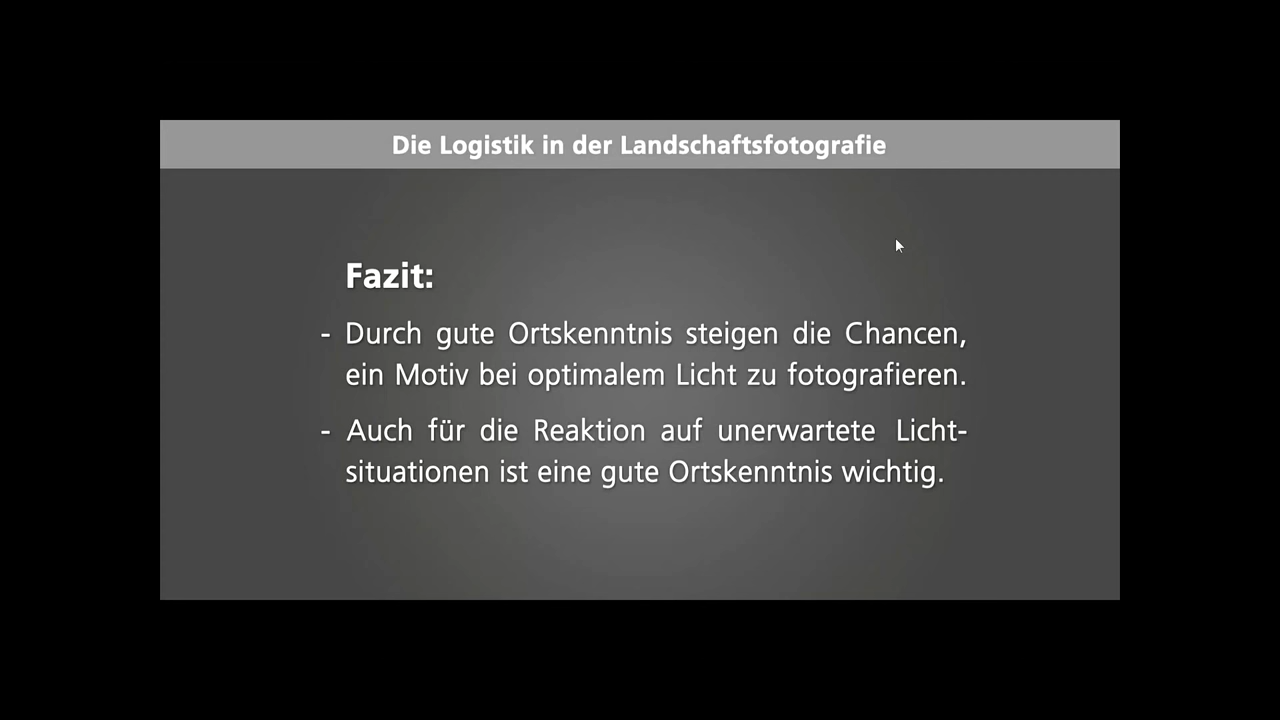 Die Logistik in der Landschaftsfotografie
Fazit:
- Durch gute Ortskenntnis steigen die Chancen,
ein Motiv bei optimalem Licht zu fotografieren.
- Auch für die Reaktion auf unerwartete Licht-
situationen ist eine gute Ortskenntnis wichtig.